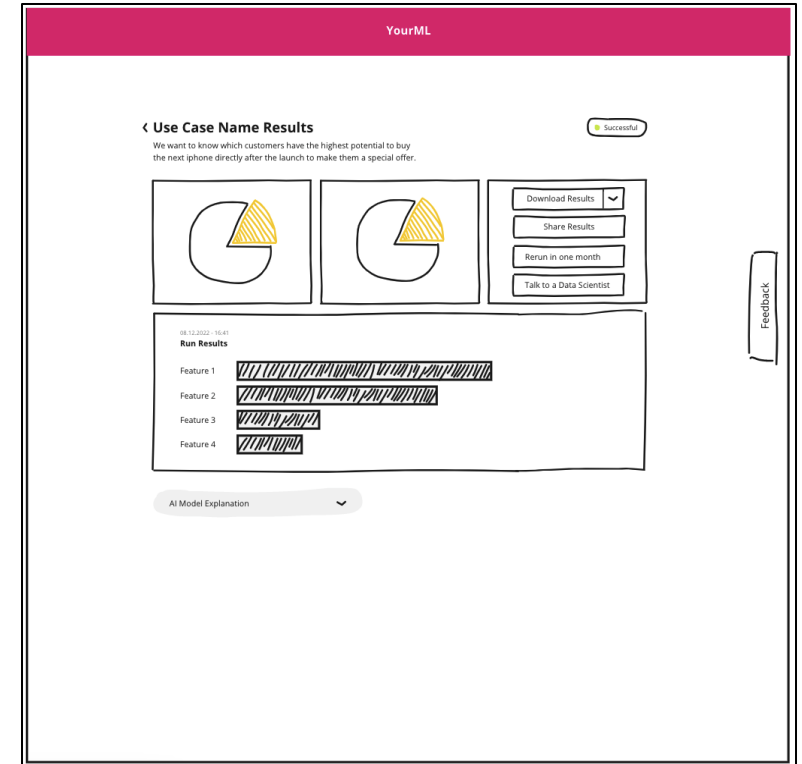 YourML
Use Case Name Results
Successful
We want to know which customers have the highest potential to buy
the next iphone directly after the launch to make them a special offer.
Download Results
Share Results
Rerun in one month
Talk to a Data Scientist
Feedback
08.12.2022 - 16:41
Run Results
Feature 1
Feature 2
Feature 3
Feature 4
AI Model Explanation